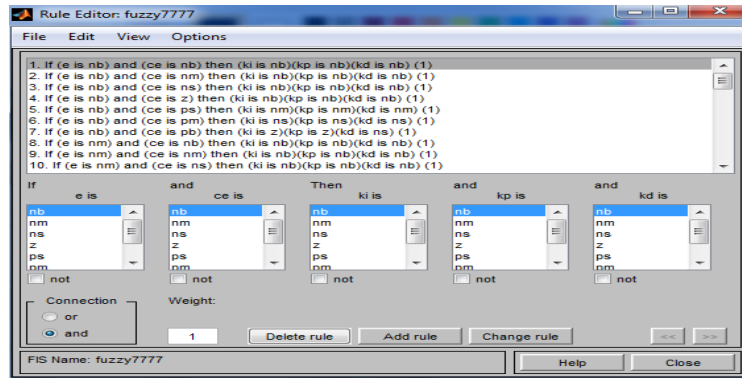 Rule Editor: fuzzy7777
File Edit View Options
1. If (e is nb) and (ce is nb) then (ki is nb)(kp is nb)(kd is nb) (1)
2. If (e is nb) and (ce is nm) then (ki is nb)(kp is nb)(kd is nb) (1)
3. If (e is nb) and (ce is ns) then (ki is nb)(kp is nb)(kd is nb) (1)
4. If (e is nb) and (ce is z) then (ki is nb)(kp is nb)(kd is nb) (1)
5. If (e is nb) and (ce is ps) then (ki is nm)(kp is nm)(kd is nm) (1)
6. If (e is nb) and (ce is pm) then (ki is ns)(kp is ns)(kd is ns) (1)
7. If (e is nb) and (ce is pb) then (ki is z)(kp is z)(kd is ns) (1)
8. If (e is nm) and (ce is nb) then (ki is nb)(kp is nb)(kd is nb) (1)
9. If (e is nm) and (ce is nm) then (ki is nb)(kp is nb)(kd is nb) (1)
10. If (e is nm) and (ce is ns) then (ki is nb)(kp is nb)(kd is nb) (1)
If and Then and and
e is ce is ki is kp is kd is
nb nb nb nb nb
nm nm nm nm nm
ns ns ns ns ns
z z z z z
ps ps ps ps ps
pm pm pm pm pm
not not not not not
Connection Weight:
or
and 1 Delete rule Add rule Change rule << >>
FIS Name: fuzzy7777 Help Close